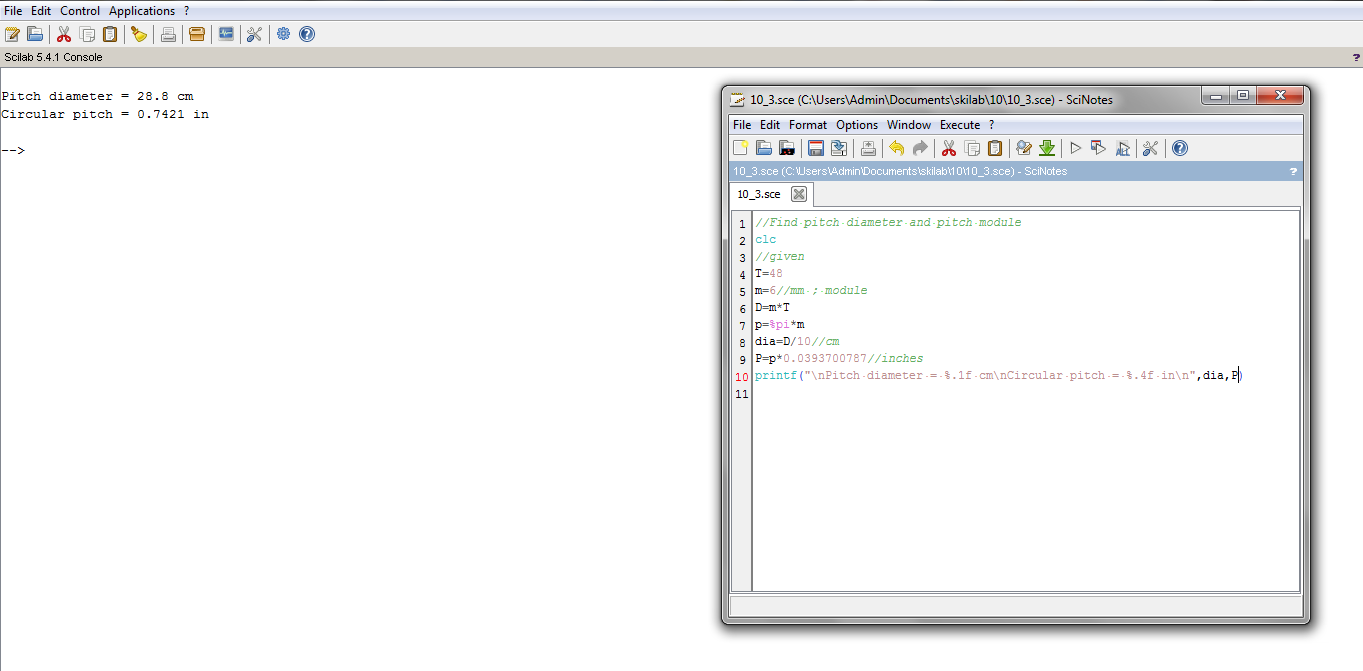 File Edit Control Applications ?
Scilab 5.4.1 Console ?
Pitch diameter = 28.8 cm
Circular pitch = 0.7421 in
-->
10_3.sce (C:\Users\Admin\Documents\skilab\10\10_3.sce) - SciNotes
File Edit Format Options Window Execute ?
10_3.sce (C:\Users\Admin\Documents\skilab\10\10_3.sce) - SciNotes ?
10_3.sce
1 //Find pitch diameter and pitch module
2 clc
3 //given
4 T=48
5 m=6//mm ; module
6 D=m*T
7 p=%pi*m
8 dia=D/10//cm
9 P=p*0.0393700787//inches
10 printf("\nPitch diameter = %.1f cm\nCircular pitch = %.4f in\n",dia,P)
11